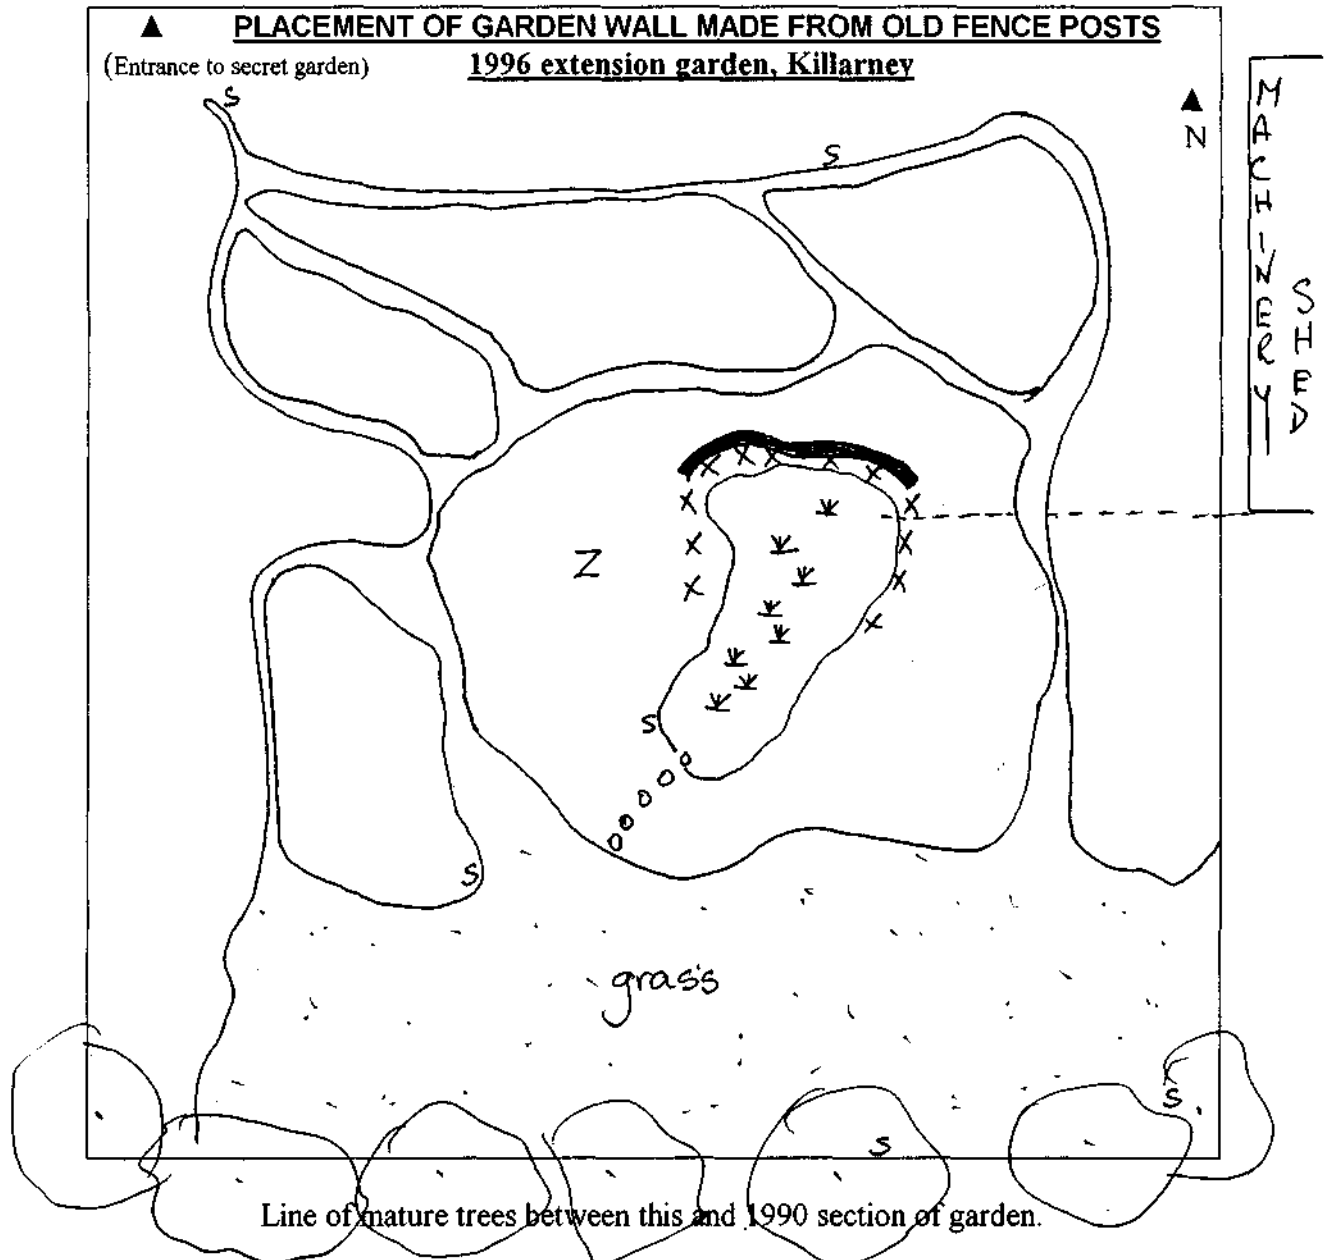 PLACEMENT OF GARDEN WALL MADE FROM OLD FENCE POSTS
(Entrance to secret garden)
1996 extension garden, Killarney
S
N
S
MACHINERY
SHED
Z
S
S
grass
S
S
Line of mature trees between this and 1990 section of garden.